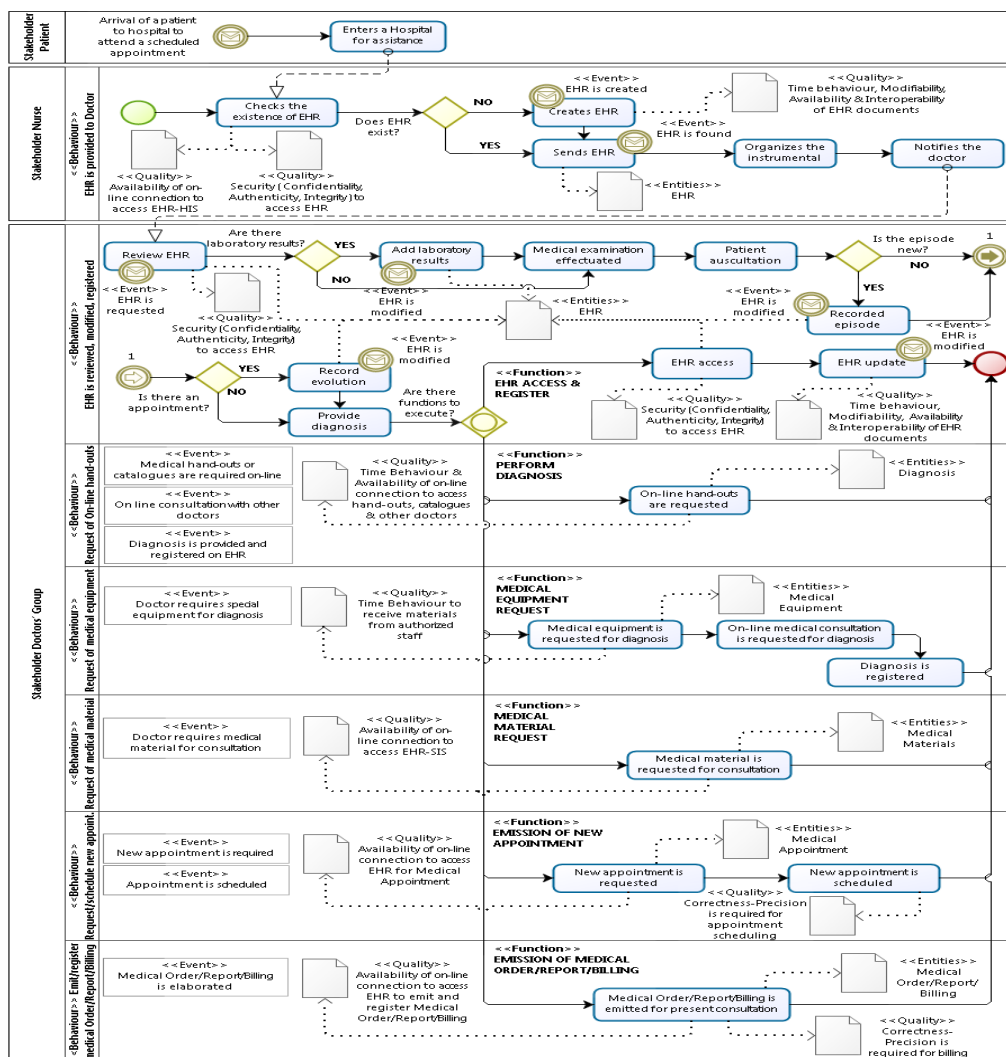 Stakeholder
Patient
Arrival of a patient
to hospital to
attend a scheduled
appointment
Enters a Hospital
for assistance
Stakeholder Nurse
<<Behaviour>>
EHR is provided to Doctor
Checks the
existence of EHR
Does EHR
exist?
NO
YES
<<Event>>
EHR is created
Creates EHR
<<Quality>>
Time behaviour, Modifiability,
Availability & Interoperability
of EHR documents
<<Event>>
EHR is found
Sends EHR
Organizes the
instrumental
Notifies the
doctor
<<Quality>>
Availability of on-
line connection to
access EHR-HIS
<<Quality>>
Security (Confidentiality,
Authenticity, Integrity) to
access EHR
<<Entities>>
EHR
Stakeholder Doctors' Group
<<Behaviour>>
EHR is reviewed, modified, registered
Review EHR
<<Event>>
EHR is
requested
Are there
laboratory results?
YES
NO
Add laboratory
results
<<Event>>
EHR is
modified
Medical examination
effectuated
Patient
auscultation
Is the episode
new?
NO
YES
1
<<Quality>>
Security (Confidentiality,
Authenticity, Integrity)
to access EHR
<<Entities>>
EHR
<<Event>>
EHR is
modified
Recorded
episode
<<Event>>
EHR is
modified
1
Is there an
appointment?
YES
NO
Record
evolution
<<Event>>
EHR is
modified
Provide
diagnosis
Are there
functions to
execute?
<<Function>>
EHR ACCESS &
REGISTER
EHR access
EHR update
<<Quality>>
Security (Confidentiality,
Authenticity, Integrity)
to access EHR
<<Quality>>
Time behaviour,
Modifiability, Availability
& Interoperability of EHR
documents
<<Behaviour>>
Request of On-line hand-outs
<<Event>>
Medical hand-outs or
catalogues are required on-line
<<Event>>
On line consultation with other
doctors
<<Event>>
Diagnosis is provided and
registered on EHR
<<Quality>>
Time Behaviour &
Availability of on-line
connection to access
hand-outs, catalogues
& other doctors
<<Function>>
PERFORM
DIAGNOSIS
On-line hand-outs
are requested
<<Entities>>
Diagnosis
<<Behaviour>>
Request of medical equipment
<<Event>>
Doctor requires special
equipment for diagnosis
<<Quality>>
Time Behaviour to
receive materials
from authorized
staff
<<Function>>
MEDICAL
EQUIPMENT
REQUEST
Medical equipment is
requested for diagnosis
<<Entities>>
Medical
Equipment
On-line medical consultation
is requested for diagnosis
Diagnosis is
registered
<<Behaviour>>
Request of medical material
<<Event>>
Doctor requires medical
material for consultation
<<Quality>>
Availability of on-
line connection to
access EHR-SIS
<<Function>>
MEDICAL
MATERIAL
REQUEST
Medical material is
requested for consultation
<<Entities>>
Medical
Materials
<<Behaviour>>
Request/schedule new appoint.
<<Event>>
New appointment is required
<<Event>>
Appointment is scheduled
<<Quality>>
Availability of on-line
connection to access
EHR for Medical
Appointment
<<Function>>
EMISSION OF NEW
APPOINTMENT
New appointment is
requested
<<Entities>>
Medical
Appointment
New appointment is
scheduled
<<Quality>>
Correctness-Precision
is required for
appointment
scheduling
<<Behaviour>> Emit/register
medical Order/Report/Billing
<<Event>>
Medical Order/Report/Billing
is elaborated
<<Quality>>
Availability of on-line
connection to access
EHR to emit and
register Medical
Order/Report/Billing
<<Function>>
EMISSION OF MEDICAL
ORDER/REPORT/BILLING
Medical Order/Report/Billing is
emitted for present consultation
<<Entities>>
Medical
Order/Report/
Billing
<<Quality>>
Correctness-
Precision is
required for billing